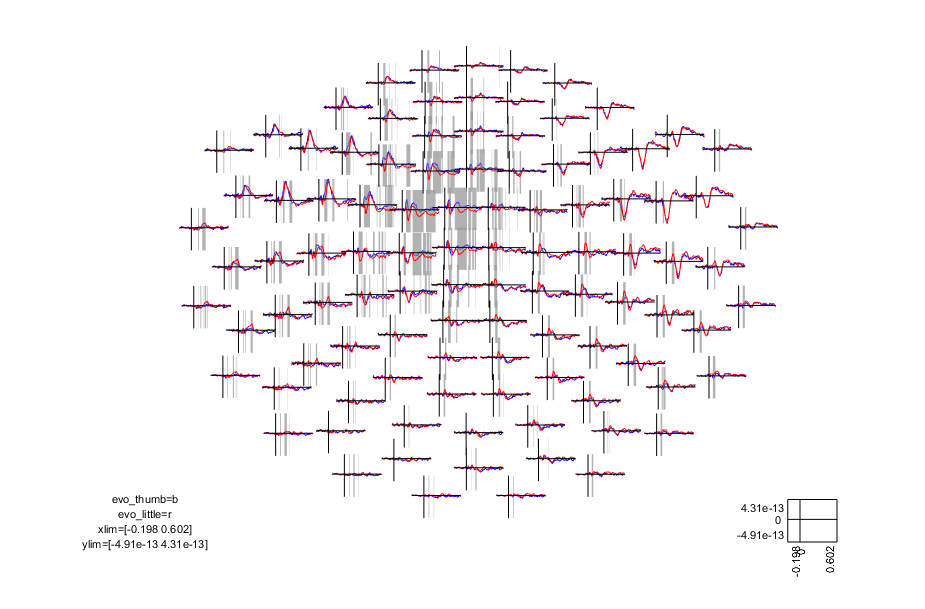 evo_thumb=b
evo_little=r
xlim=[-0.198 0.602]
ylim=[-4.91e-13 4.31e-13]
4.31e-13
0
-4.91e-13
-0.198
0
0.602